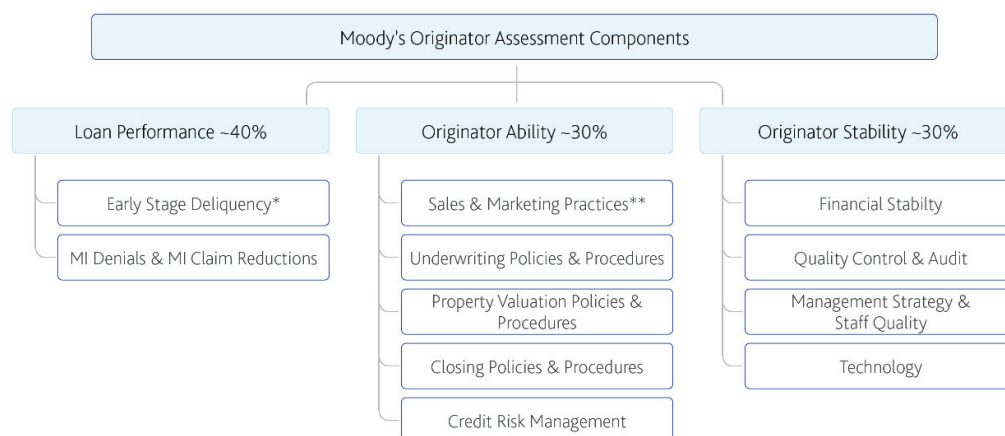 Moody's Originator Assessment Components
Loan Performance ~40%
Early Stage Deliquency*
MI Denials & MI Claim Reductions
Originator Ability ~30%
Sales & Marketing Practices**
Underwriting Policies & Procedures
Property Valuation Policies &
Procedures
Closing Policies & Procedures
Credit Risk Management
Originator Stability ~30%
Financial Stabilty
Quality Control & Audit
Management Strategy &
Staff Quality
Technology